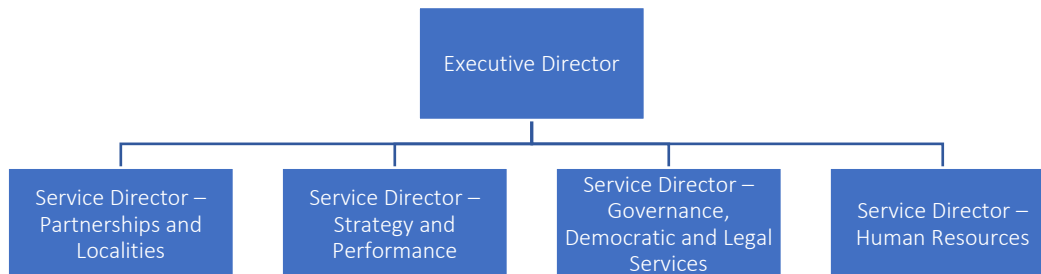 Executive Director
Service Director –
Partnerships and
Localities
Service Director –
Strategy and
Performance
Service Director –
Governance,
Democratic and Legal
Services
Service Director –
Human Resources